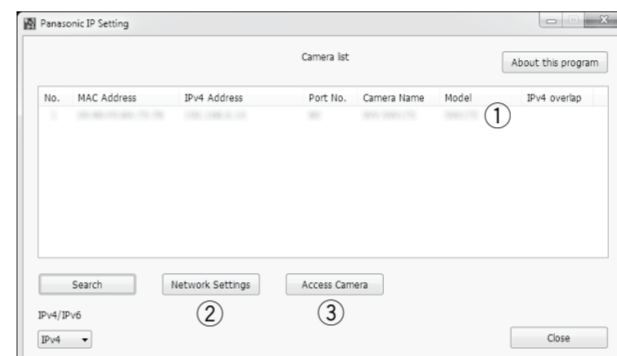 Panasonic IP Setting
Camera list
About this program
No. MAC Address IPv4 Address Port No. Camera Name Model IPv4 overlap
1
Search Network Settings Access Camera
2 3
IPv4/IPv6
IPv4 Close